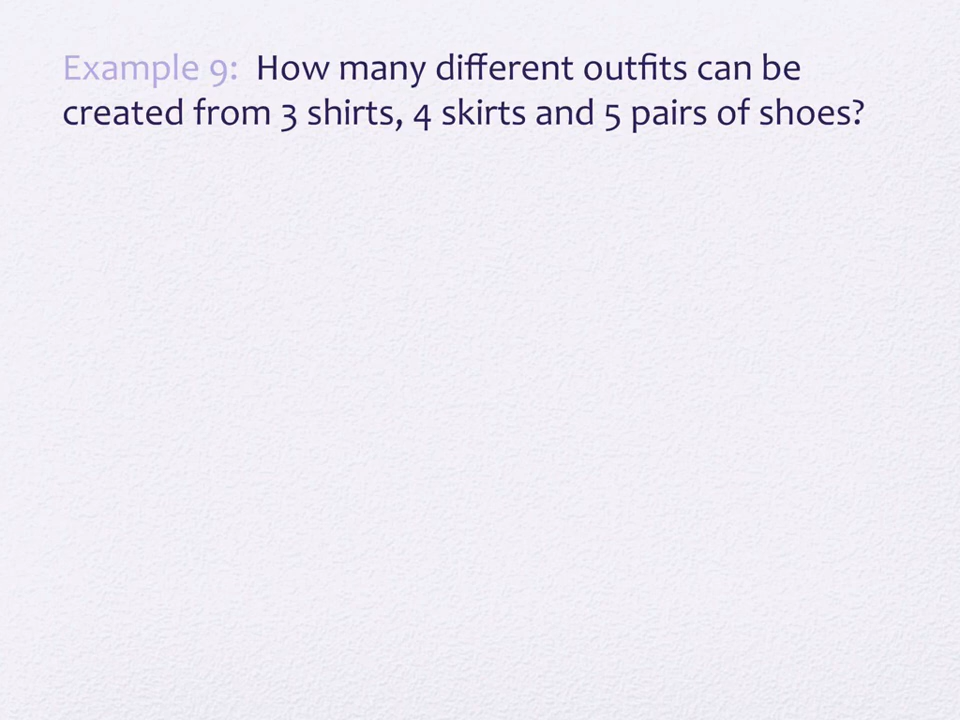 Example 9:  How many different outfits can be
created from 3 shirts, 4 skirts and 5 pairs of shoes?